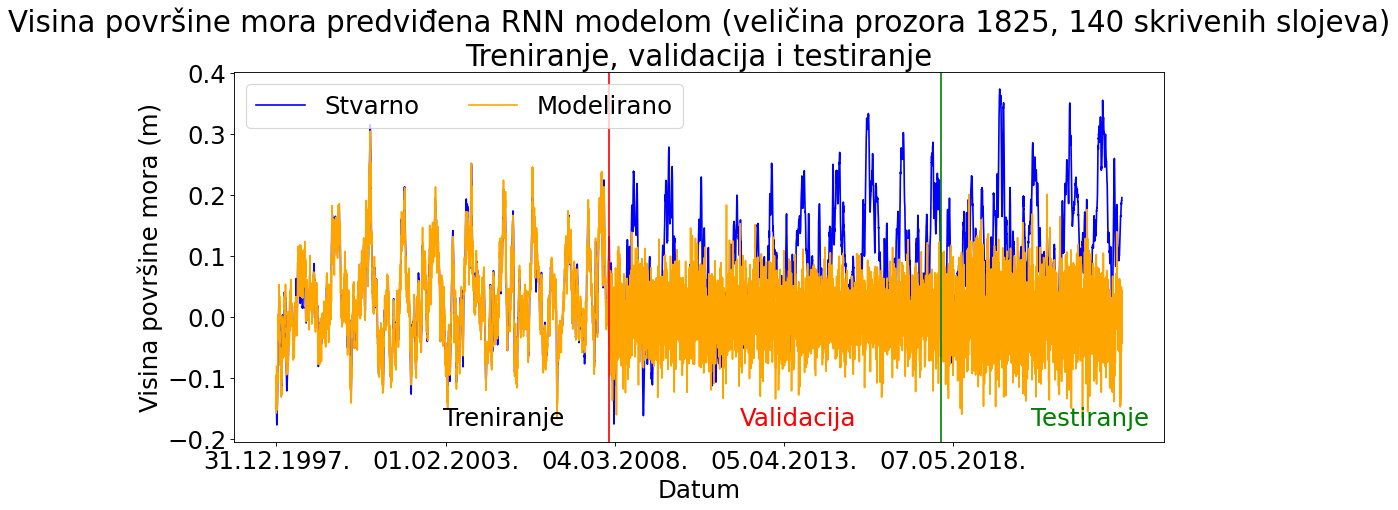 Visina površine mora predviđena RNN modelom (veličina prozora 1825, 140 skrivenih slojeva)
Treniranje, validacija i testiranje
Stvarno
Modelirano
Visina površine mora (m)
0.4
0.3
0.2
0.1
0.0
−0.1
−0.2
Treniranje
Validacija
Testiranje
31.12.1997.
01.02.2003.
04.03.2008.
05.04.2013.
07.05.2018.
Datum